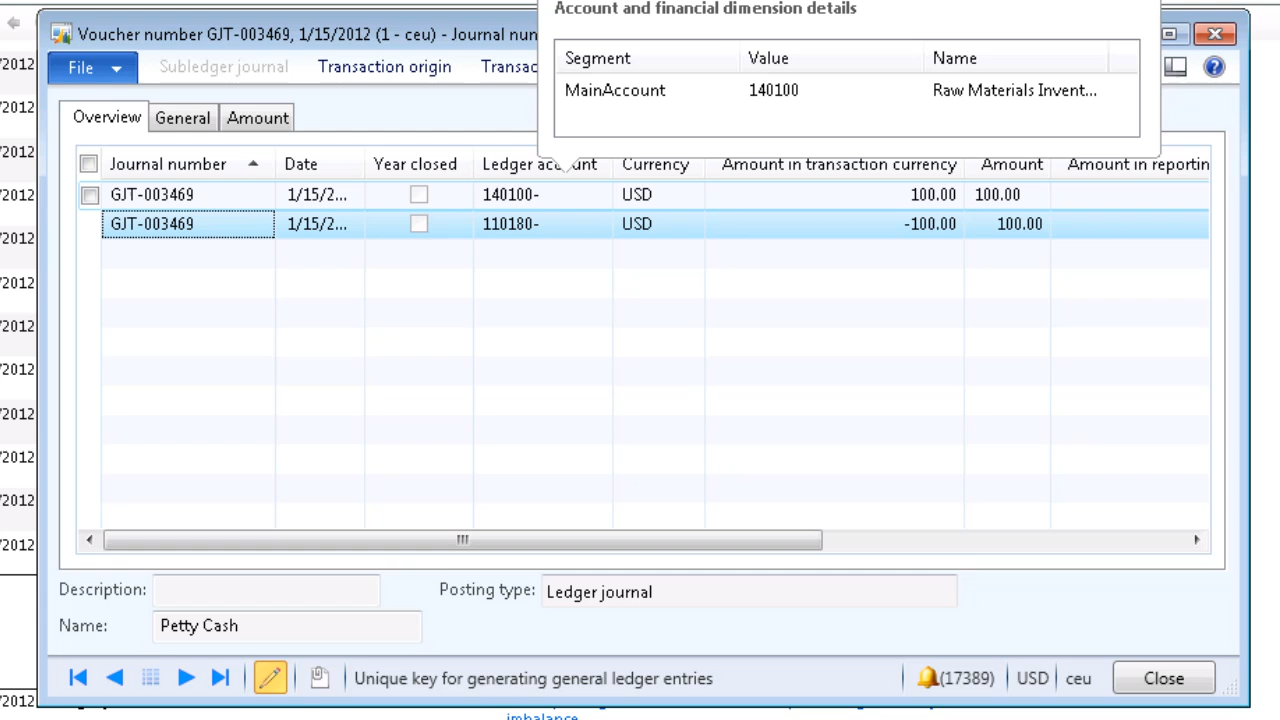 Account and financial dimension details
Voucher number GJT-003469, 1/15/2012 (1 - ceu) - Journal num
Segment Value Name
MainAccount 140100 Raw Materials Invent...
File Subledger journal Transaction origin Transac
Overview General Amount
Journal number Date Year closed Ledger account Currency Amount in transaction currency Amount Amount in reportin
GJT-003469 1/15/2... 140100- USD 100.00 100.00
GJT-003469 1/15/2... 110180- USD -100.00 100.00
/2012
/2012
/2012
/2012
/2012
/2012
/2012
/2012
/2012
/2012
/2012
/2012
Description: Posting type: Ledger journal
Name: Petty Cash
Unique key for generating general ledger entries (17389) USD ceu Close
/2012
imbalance